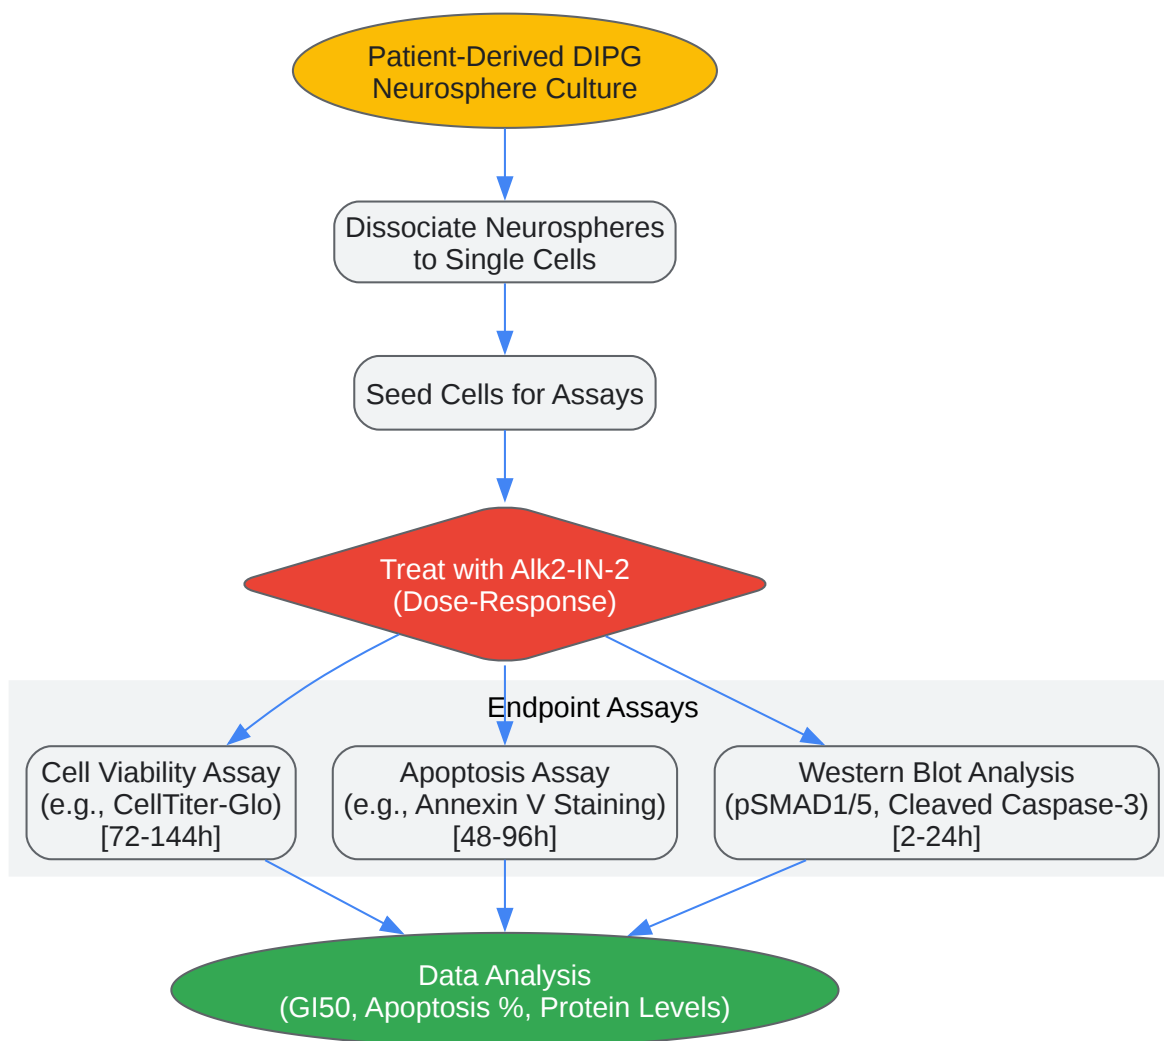 Patient-Derived DIPG
Neurosphere Culture
Dissociate Neurospheres
to Single Cells
Seed Cells for Assays
Treat with Alk2-IN-2
(Dose-Response)
Endpoint Assays
Cell Viability Assay
(e.g., CellTiter-Glo)
[72-144h]
Apoptosis Assay
(e.g., Annexin V Staining)
[48-96h]
Western Blot Analysis
(pSMAD1/5, Cleaved Caspase-3)
[2-24h]
Data Analysis
(GI50, Apoptosis %, Protein Levels)